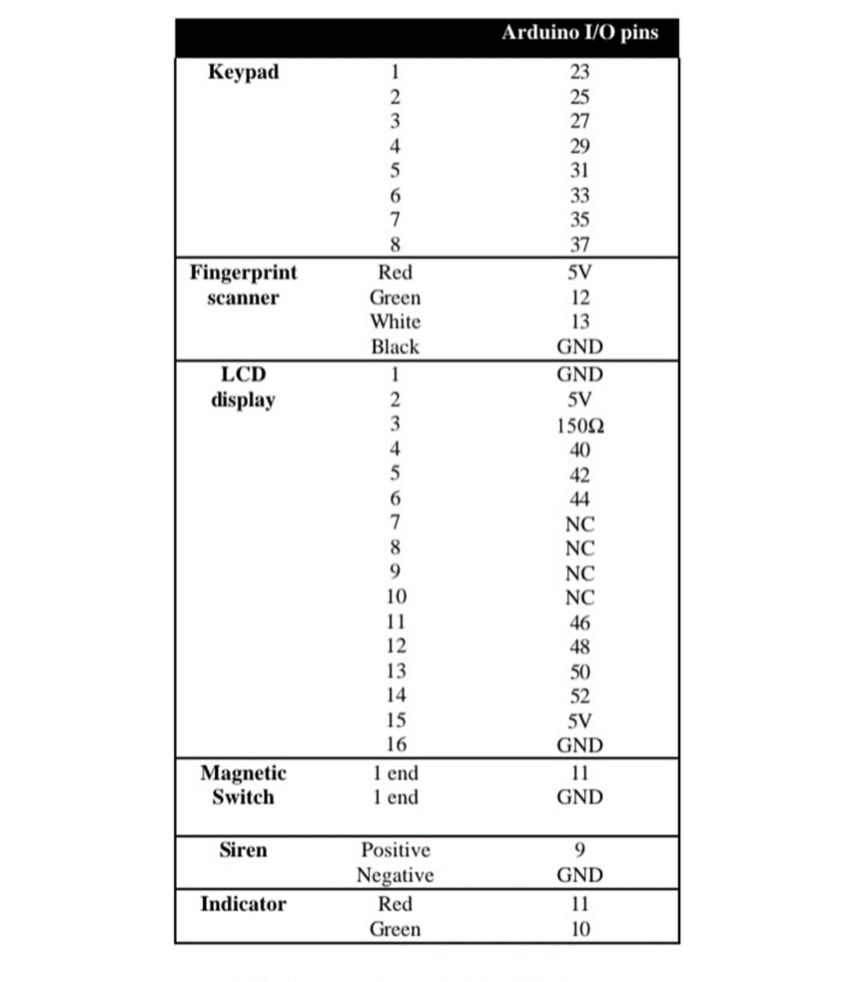 Arduino I/O pins
Keypad 1 23
2 25
3 27
4 29
5 31
6 33
7 35
8 37
Fingerprint Red 5V
scanner Green 12
White 13
Black GND
LCD 1 GND
display 2 5V
3 150Ω
4 40
5 42
6 44
7 NC
8 NC
9 NC
10 NC
11 46
12 48
13 50
14 52
15 5V
16 GND
Magnetic 1 end 11
Switch 1 end GND
Siren Positive 9
Negative GND
Indicator Red 11
Green 10